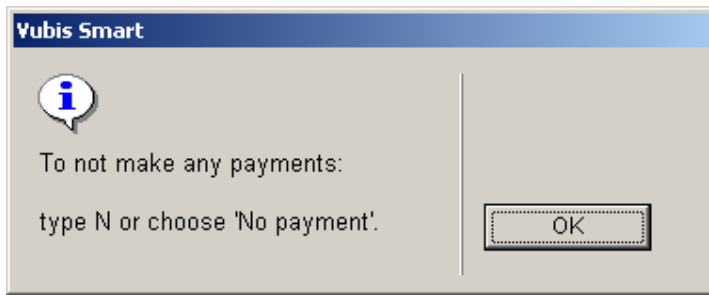 Vubis Smart
To not make any payments:
type N or choose 'No payment'.
OK